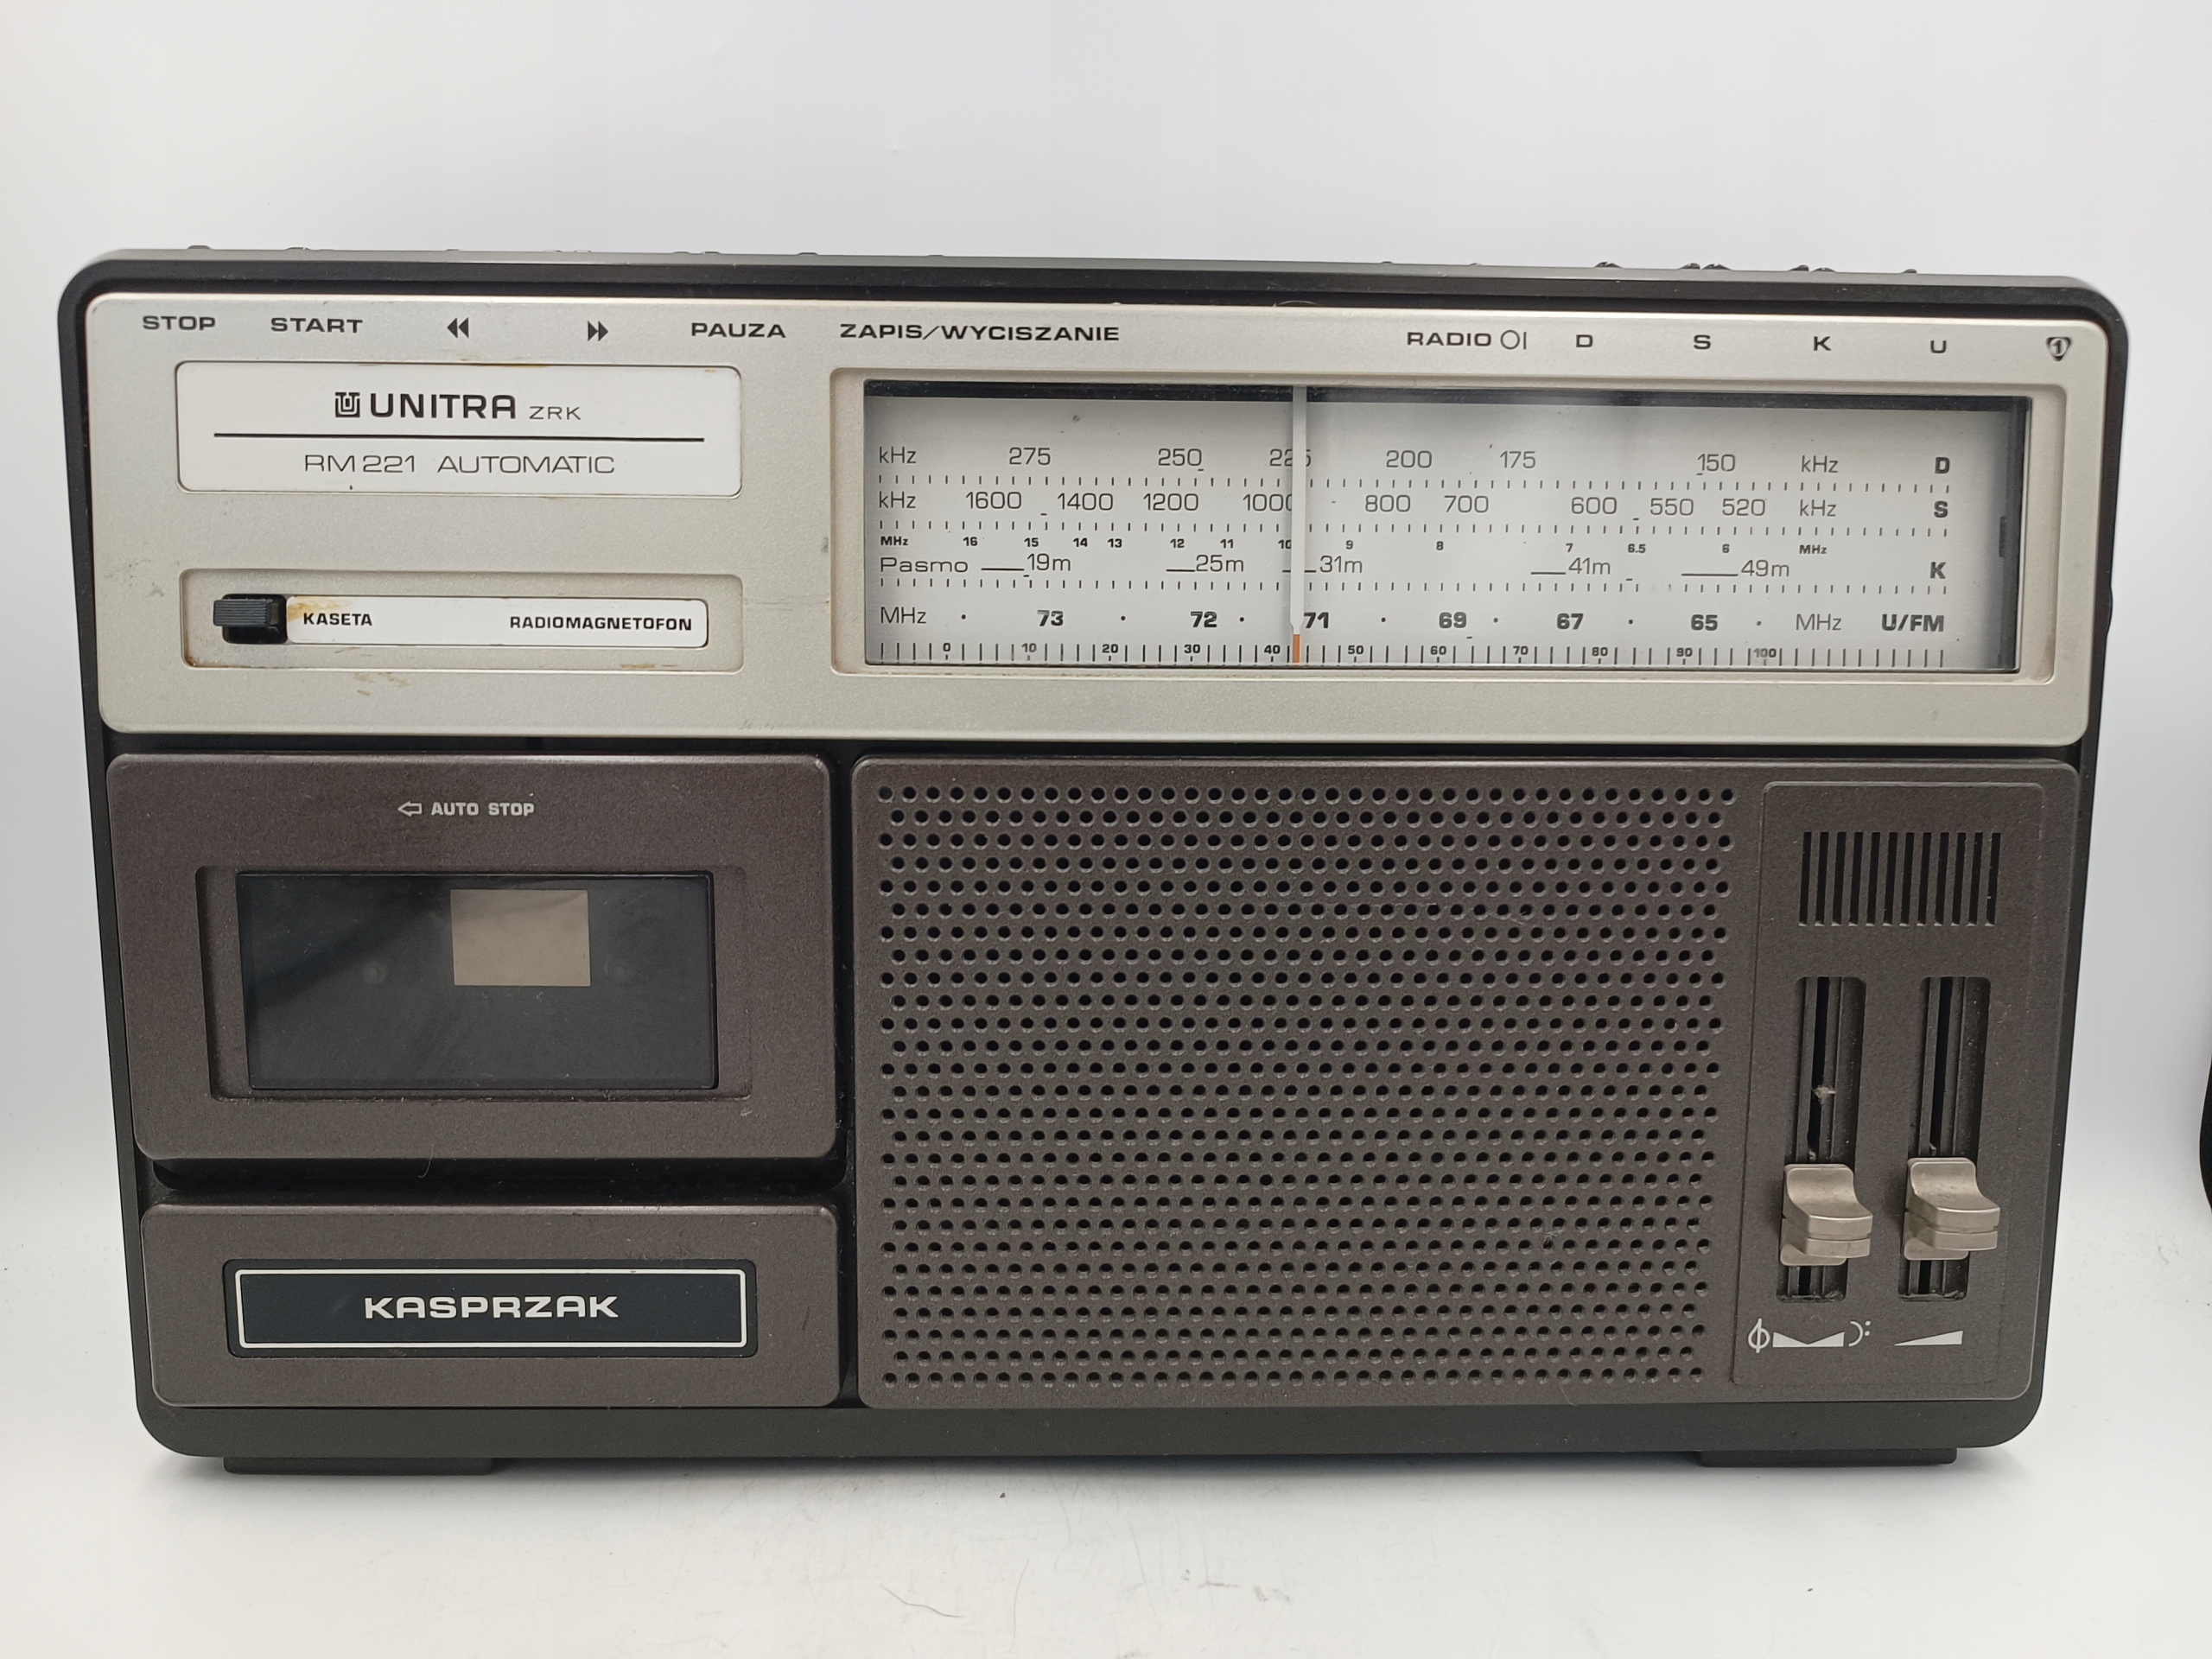 STOP START PAUZA ZAPIS/WYCISZANIE RADIO D S K U 1
UNITRA ZRK
RM 221 AUTOMATIC
KASETA RADIOMAGNETOFON
kHz 275 250 225 200 175 150 kHz D
kHz 1600 1400 1200 1000 800 700 600 550 520 kHz S
MHz 16 15 14 13 12 11 10 9 8 7 6.5 6 MHz
Pasmo 19m 25m 31m 41m 49m K
MHz 73 72 71 69 67 65 MHz U/FM
0 10 20 30 40 50 60 70 80 90 100
AUTO STOP
KASPRZAK